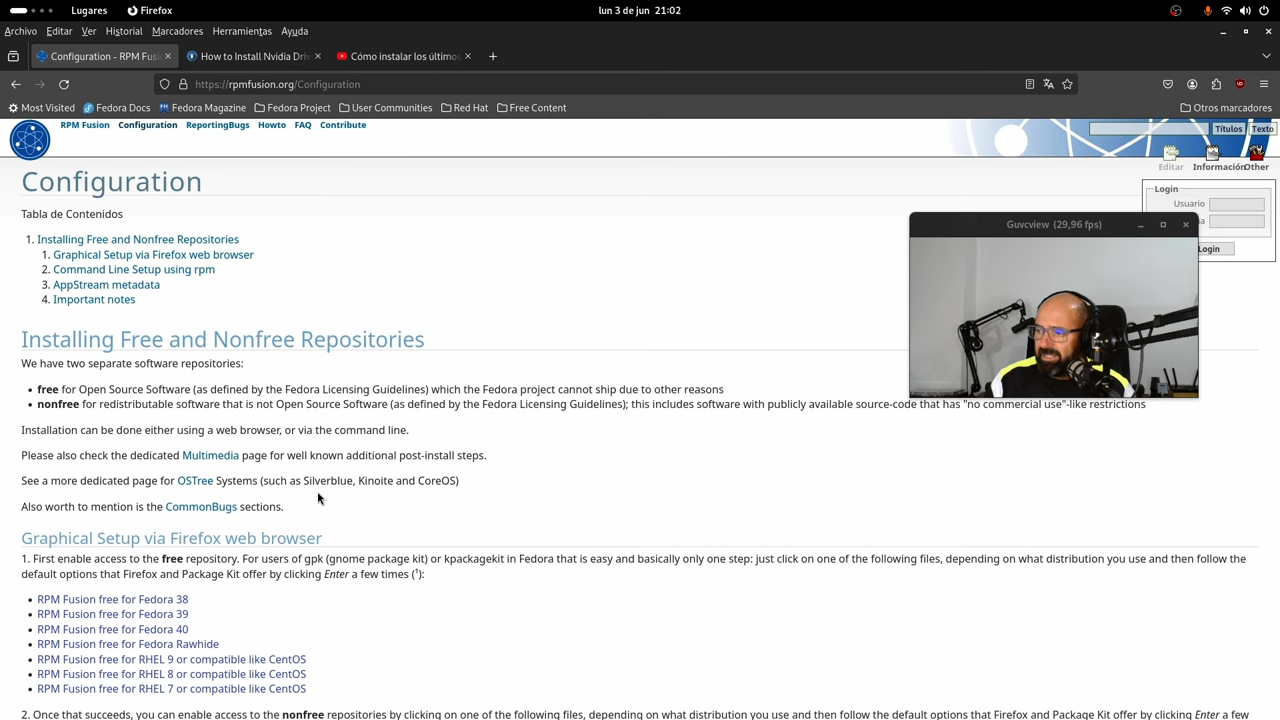 Lugares Firefox lun 3 de jun 21:02
Archivo Editar Ver Historial Marcadores Herramientas Ayuda
Configuration - RPM Fusi How to Install Nvidia Driv Cómo instalar los últimos
https://rpmfusion.org/Configuration
Most Visited Fedora Docs Fedora Magazine Fedora Project User Communities Red Hat Free Content Otros marcadores
RPM Fusion Configuration ReportingBugs Howto FAQ Contribute Títulos Texto
Editar Información Other
Configuration
Login
Usuario
Login
Tabla de Contenidos
Guvcview (29,96 fps)
1. Installing Free and Nonfree Repositories
1. Graphical Setup via Firefox web browser
2. Command Line Setup using rpm
3. AppStream metadata
4. Important notes
Installing Free and Nonfree Repositories
We have two separate software repositories:
• free for Open Source Software (as defined by the Fedora Licensing Guidelines) which the Fedora project cannot ship due to other reasons
• nonfree for redistributable software that is not Open Source Software (as defined by the Fedora Licensing Guidelines); this includes software with publicly available source-code that has "no commercial use"-like restrictions
Installation can be done either using a web browser, or via the command line.
Please also check the dedicated Multimedia page for well known additional post-install steps.
See a more dedicated page for OSTree Systems (such as Silverblue, Kinoite and CoreOS)
Also worth to mention is the CommonBugs sections.
Graphical Setup via Firefox web browser
1. First enable access to the free repository. For users of gpk (gnome package kit) or kpackagekit in Fedora that is easy and basically only one step: just click on one of the following files, depending on what distribution you use and then follow the
default options that Firefox and Package Kit offer by clicking Enter a few times (¹):
• RPM Fusion free for Fedora 38
• RPM Fusion free for Fedora 39
• RPM Fusion free for Fedora 40
• RPM Fusion free for Fedora Rawhide
• RPM Fusion free for RHEL 9 or compatible like CentOS
• RPM Fusion free for RHEL 8 or compatible like CentOS
• RPM Fusion free for RHEL 7 or compatible like CentOS
2. Once that succeeds, you can enable access to the nonfree repositories by clicking on one of the following files, depending on what distribution you use and then follow the default options that Firefox and Package Kit offer by clicking Enter a few